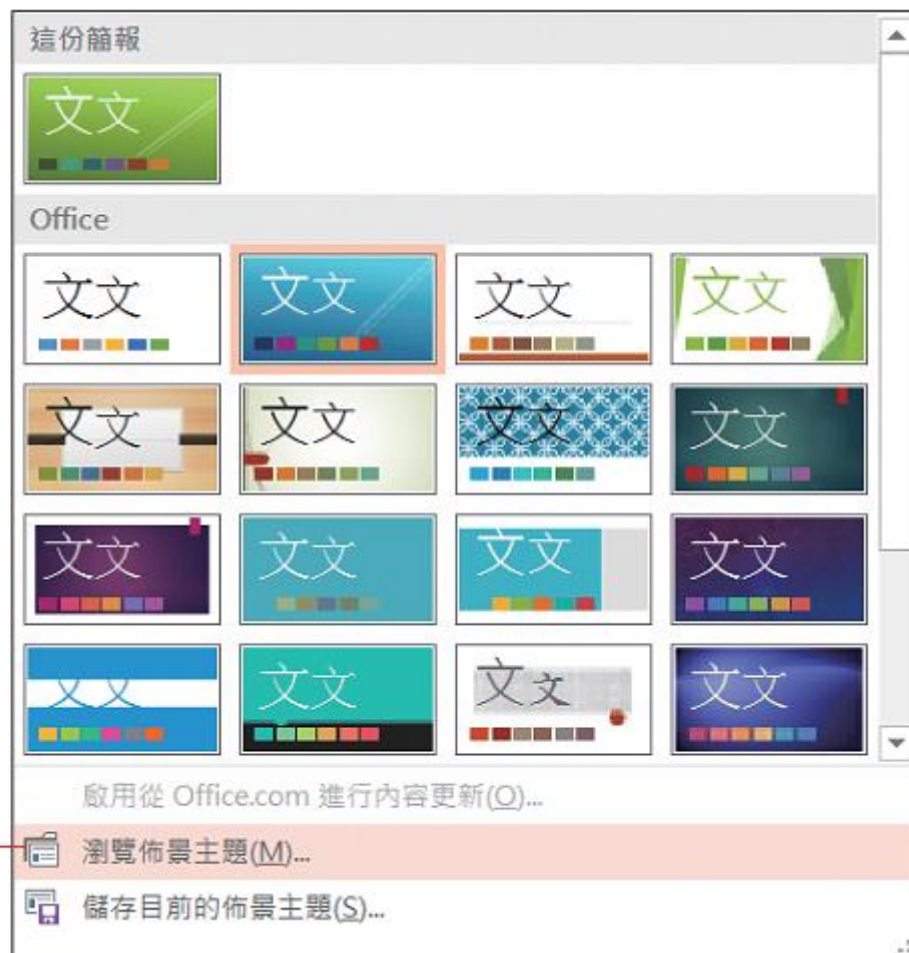 這份簡報
文文
Office
文文 文文 文文 文文
文文 文文 文文 文文
文文 文文 文文 文文
文文 文文 文文 文文
啟用從 Office.com 進行內容更新(O)...
瀏覽佈景主題(M)...
儲存目前的佈景主題(S)...